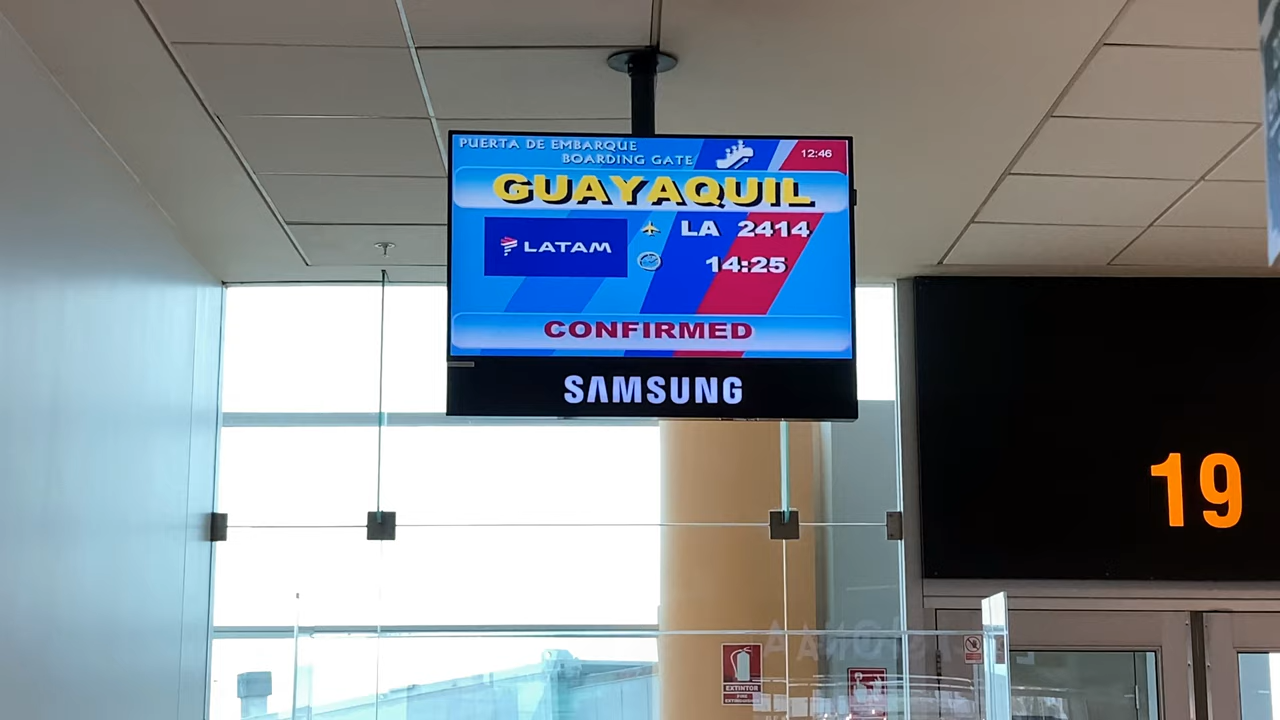 PUERTA DE EMBARQUE
BOARDING GATE
12:46
GUAYAQUIL
LATAM
LA 2414
14:25
CONFIRMED
SAMSUNG
19
EXTINTOR